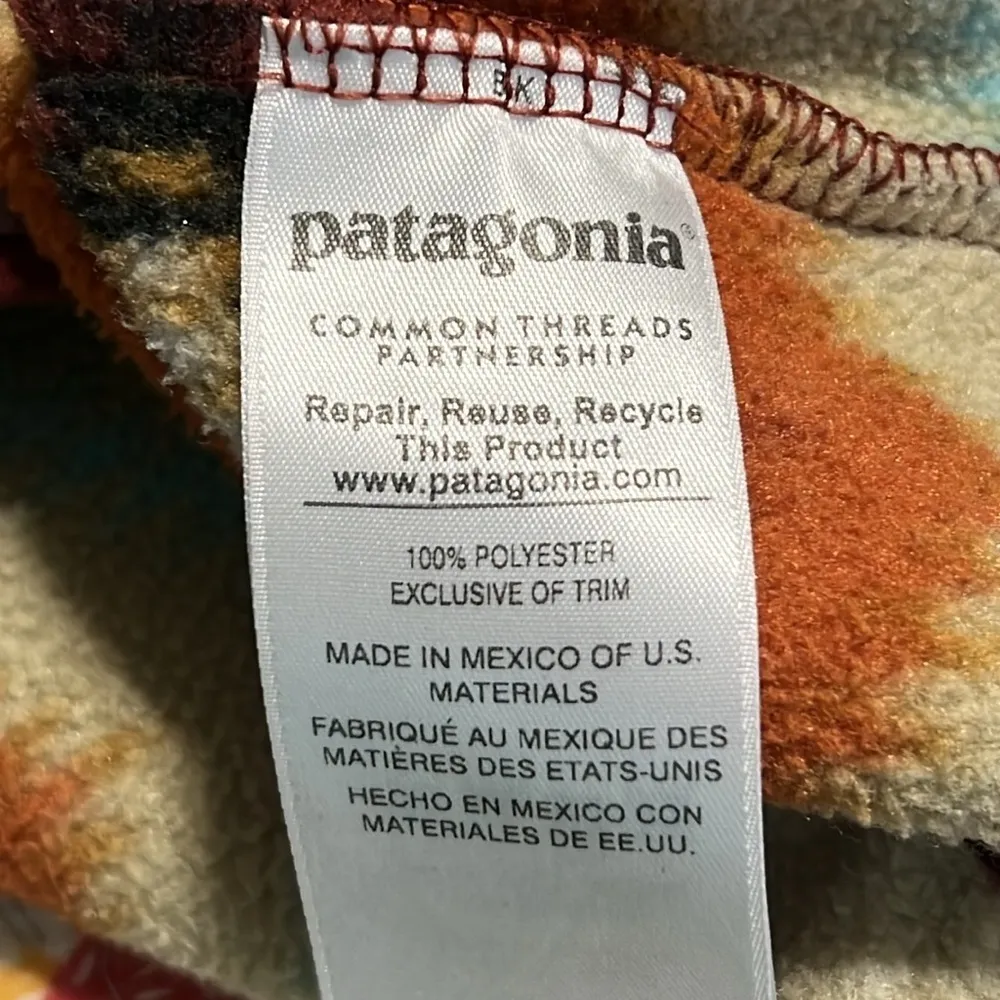 BK
patagonia®
COMMON THREADS
PARTNERSHIP
Repair, Reuse, Recycle
This Product
www.patagonia.com
100% POLYESTER
EXCLUSIVE OF TRIM
MADE IN MEXICO OF U.S.
MATERIALS
FABRIQUÉ AU MEXIQUE DES
MATIÈRES DES ETATS-UNIS
HECHO EN MEXICO CON
MATERIALES DE EE.UU.